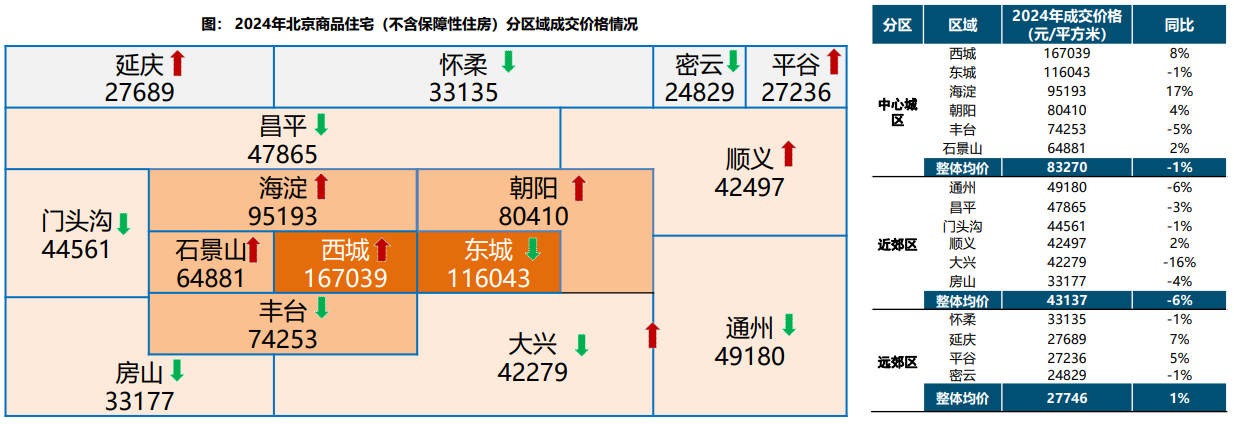 图： 2024年北京商品住宅（不含保障性住房）分区域成交价格情况
延庆 怀柔 密云 平谷
27689 33135 24829 27236
昌平
47865
顺义
42497
海淀 朝阳
95193 80410
门头沟
44561
石景山 西城 东城
64881 167039 116043
丰台
74253
大兴
42279
通州
49180
房山
33177
分区 区域 2024年成交价格 同比
（元/平方米）
中心城区
西城 167039 8%
东城 116043 -1%
海淀 95193 17%
朝阳 80410 4%
丰台 74253 -5%
石景山 64881 2%
整体均价 83270 -1%
近郊区
通州 49180 -6%
昌平 47865 -3%
门头沟 44561 -1%
顺义 42497 2%
大兴 42279 -16%
房山 33177 -4%
整体均价 43137 -6%
远郊区
怀柔 33135 -1%
延庆 27689 7%
平谷 27236 5%
密云 24829 -1%
整体均价 27746 1%